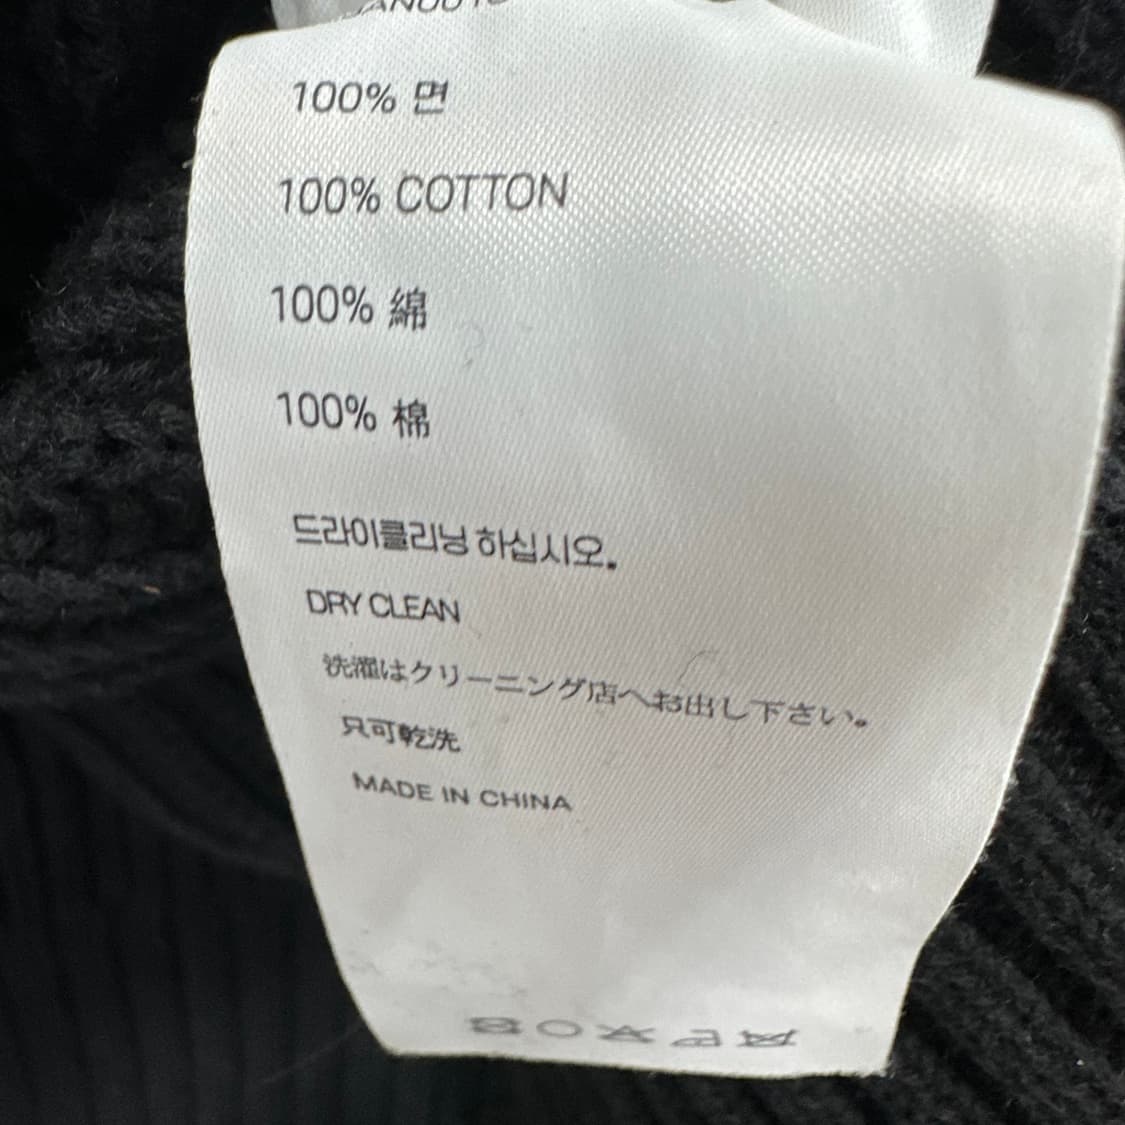 100% 면
100% COTTON
100% 綿
100% 棉
드라이클리닝 하십시오.
DRY CLEAN
洗濯はクリーニング店へお出し下さい。
只可乾洗
MADE IN CHINA